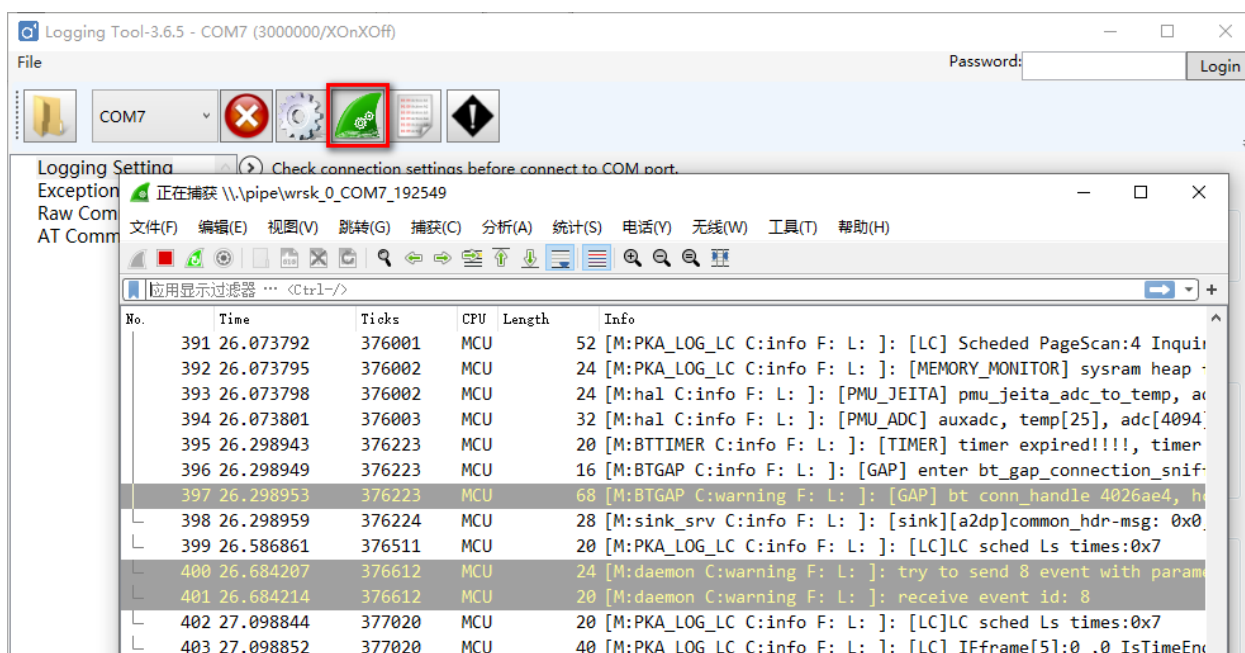 Logging Tool-3.6.5 - COM7 (3000000/XOnXOff)
File
Password:
Login
COM7
Logging Setting
Check connection settings before connect to COM port.
Exception
Raw Com
AT Comm
正在捕获 \\.\pipe\wrsk_0_COM7_192549
文件(F) 编辑(E) 视图(V) 跳转(G) 捕获(C) 分析(A) 统计(S) 电话(Y) 无线(W) 工具(T) 帮助(H)
应用显示过滤器 … <Ctrl-/>
No. Time Ticks CPU Length Info
391 26.073792 376001 MCU 52 [M:PKA_LOG_LC C:info F: L: ]: [LC] Scheded PageScan:4 Inqui
392 26.073795 376002 MCU 24 [M:PKA_LOG_LC C:info F: L: ]: [MEMORY_MONITOR] sysram heap
393 26.073798 376002 MCU 24 [M:hal C:info F: L: ]: [PMU_JEITA] pmu_jeita_adc_to_temp, a
394 26.073801 376003 MCU 32 [M:hal C:info F: L: ]: [PMU_ADC] auxadc, temp[25], adc[4094]
395 26.298943 376223 MCU 20 [M:BTTIMER C:info F: L: ]: [TIMER] timer expired!!!!, timer
396 26.298949 376223 MCU 16 [M:BTGAP C:info F: L: ]: [GAP] enter bt_gap_connection_snif
397 26.298953 376223 MCU 68 [M:BTGAP C:warning F: L: ]: [GAP] bt conn_handle 4026ae4, h
398 26.298959 376224 MCU 28 [M:sink_srv C:info F: L: ]: [sink][a2dp]common_hdr-msg: 0x0
399 26.586861 376511 MCU 20 [M:PKA_LOG_LC C:info F: L: ]: [LC]LC sched Ls times:0x7
400 26.684207 376612 MCU 24 [M:daemon C:warning F: L: ]: try to send 8 event with param
401 26.684214 376612 MCU 20 [M:daemon C:warning F: L: ]: receive event id: 8
402 27.098844 377020 MCU 20 [M:PKA_LOG_LC C:info F: L: ]: [LC]LC sched Ls times:0x7
403 27.098852 377020 MCU 40 [M:PKA_LOG_LC C:info F: L: ]: [LC] IFframe[5]:0 .0 IsTimeEn